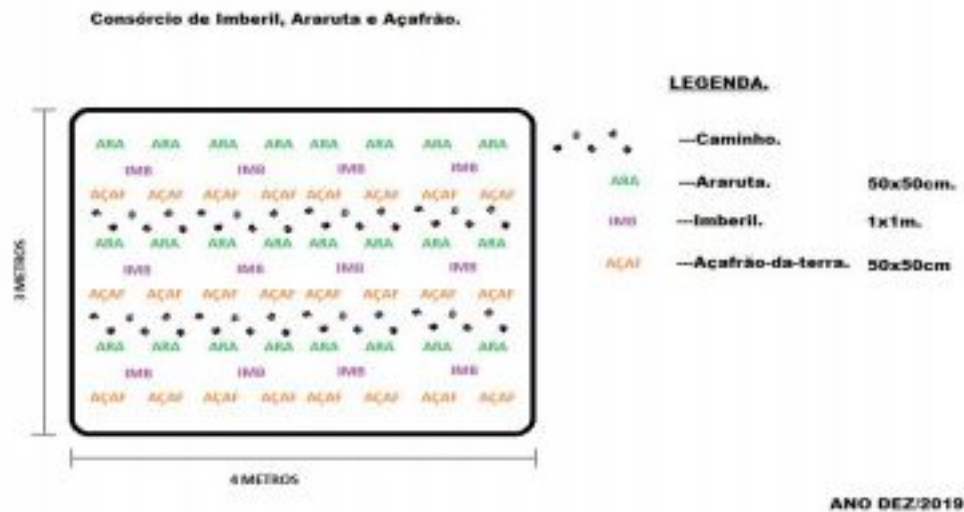 Consórcio de Imberil, Araruta e Açafrão.
LEGENDA.
---Caminho.
ARA ---Araruta. 50x50cm.
IMB ---Imberil. 1x1m.
AÇAF ---Açafrão-da-terra. 50x50cm
3 METROS
ARA ARA ARA ARA ARA ARA ARA ARA
IMB IMB IMB IMB
AÇAF AÇAF AÇAF AÇAF AÇAF AÇAF AÇAF AÇAF
ARA ARA ARA ARA ARA ARA ARA ARA
IMB IMB IMB IMB
AÇAF AÇAF AÇAF AÇAF AÇAF AÇAF AÇAF AÇAF
ARA ARA ARA ARA ARA ARA ARA ARA
IMB IMB IMB IMB
AÇAF AÇAF AÇAF AÇAF AÇAF AÇAF AÇAF AÇAF
4 METROS
ANO DEZ/2019